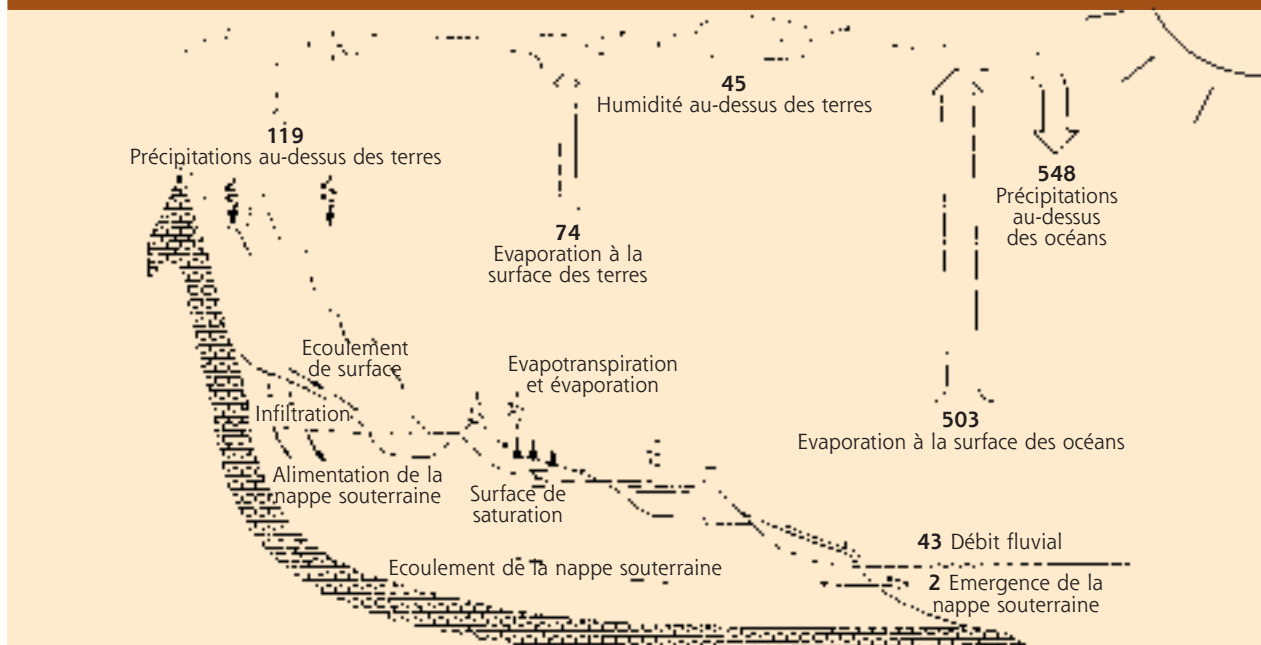 45
Humidité au-dessus des terres
119
Précipitations au-dessus des terres
548
Précipitations
au-dessus
des océans
74
Evaporation à la
surface des terres
Ecoulement
de surface
Evapotranspiration
et évaporation
Infiltration
503
Evaporation à la surface des océans
Alimentation de la
nappe souterraine
Surface de
saturation
43 Débit fluvial
Ecoulement de la nappe souterraine
2 Emergence de la
nappe souterraine